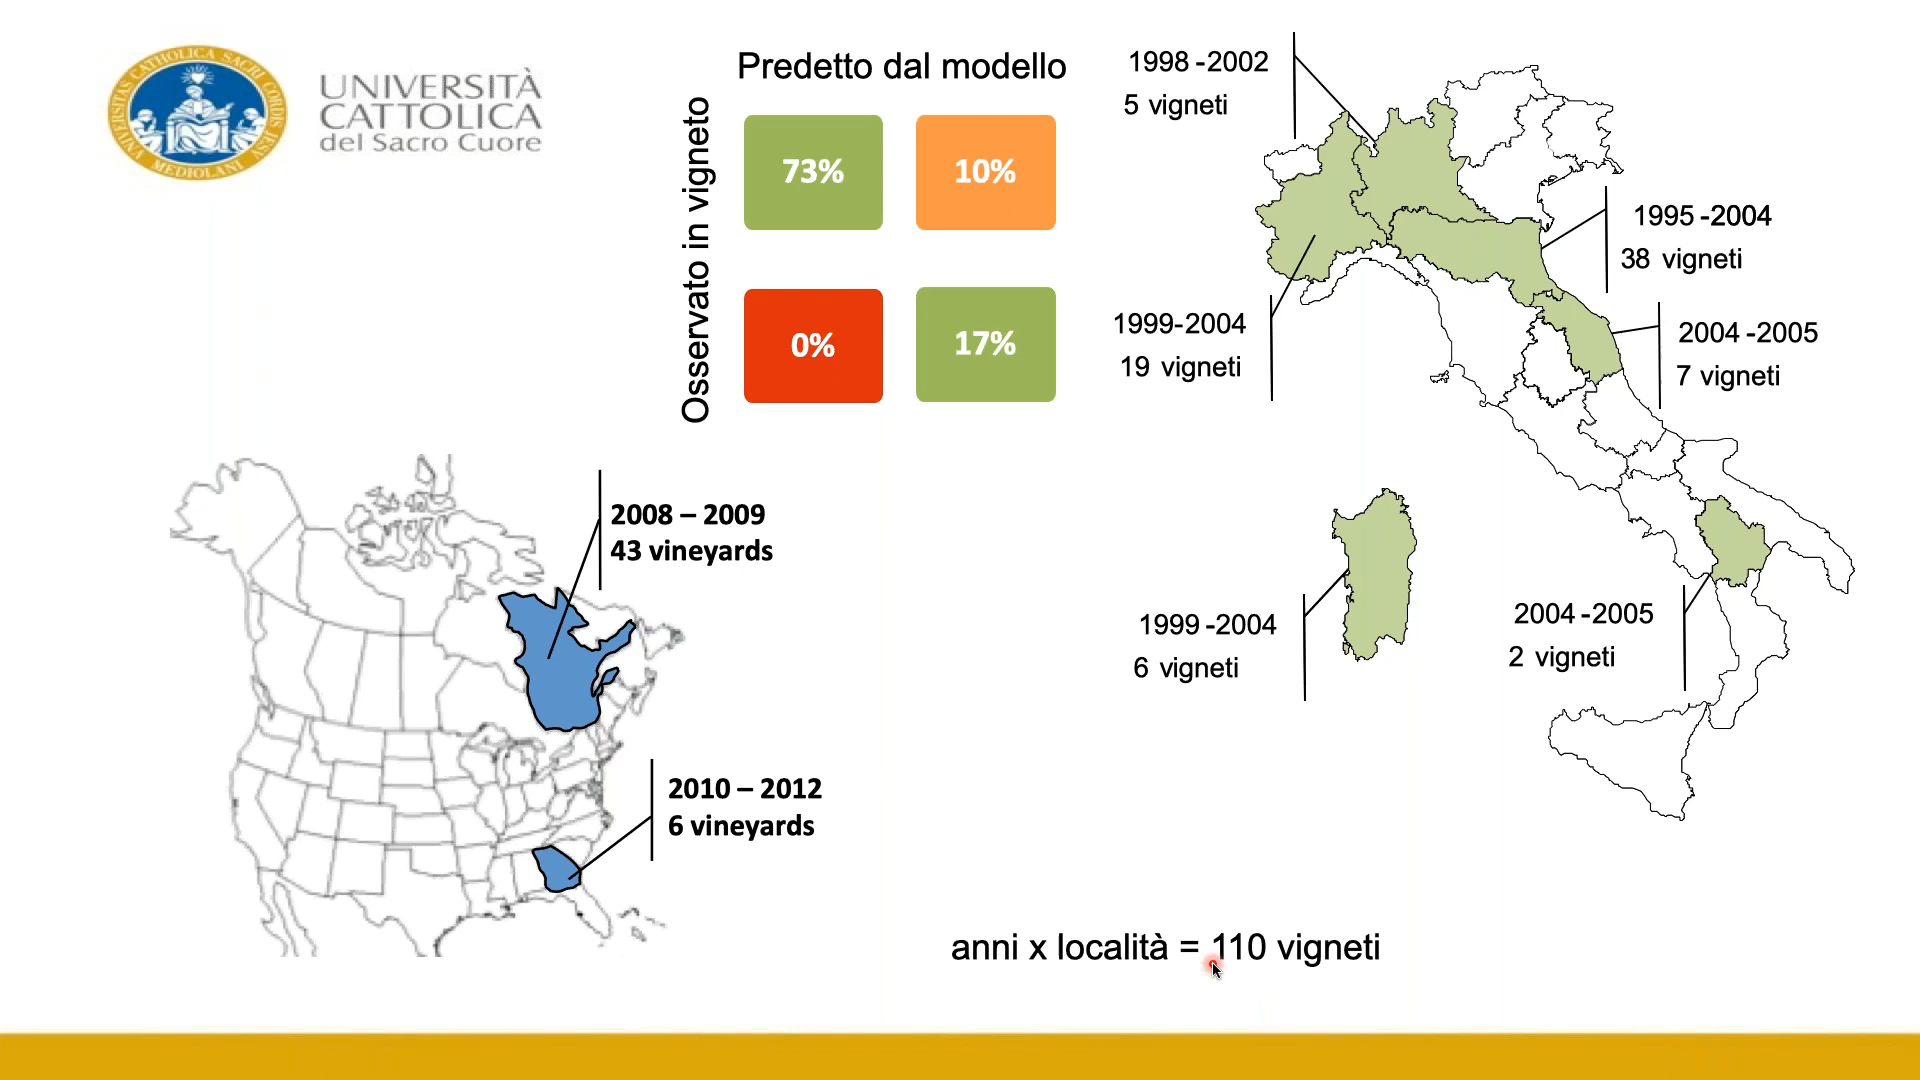 UNIVERSITÀ
CATTOLICA
del Sacro Cuore
Predetto dal modello
Osservato in vigneto
73%
10%
0%
17%
1998 -2002
5 vigneti
1995 -2004
38 vigneti
1999-2004
19 vigneti
2004 -2005
7 vigneti
1999 -2004
6 vigneti
2004 -2005
2 vigneti
2008 – 2009
43 vineyards
2010 – 2012
6 vineyards
anni x località = 110 vigneti